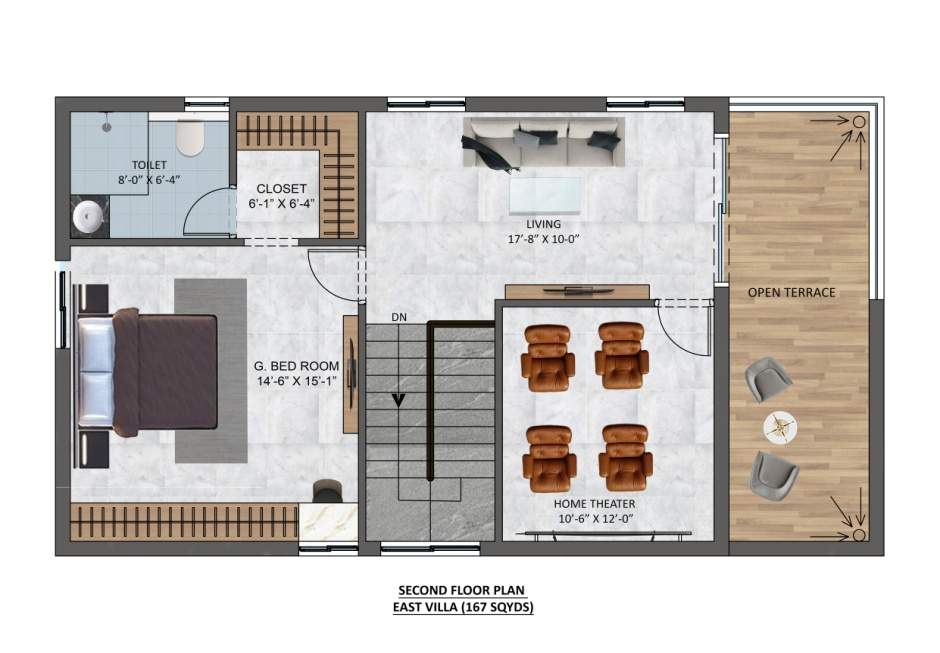 TOILET
8'-0" X 6'-4"
CLOSET
6'-1" X 6'-4"
LIVING
17'-8" X 10-0"
OPEN TERRACE
DN
G. BED ROOM
14'-6" X 15'-1"
HOME THEATER
10'-6" X 12'-0"
SECOND FLOOR PLAN
EAST VILLA (167 SQYDS)